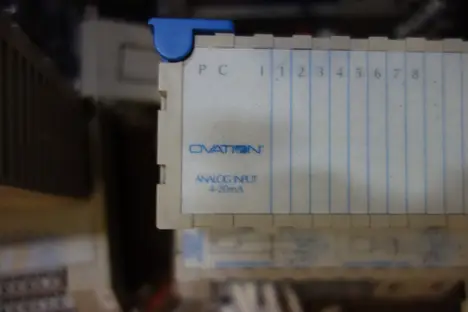 P C I 1 2 3 4 5 6 7 8
OVATION
ANALOG INPUT
4-20mA